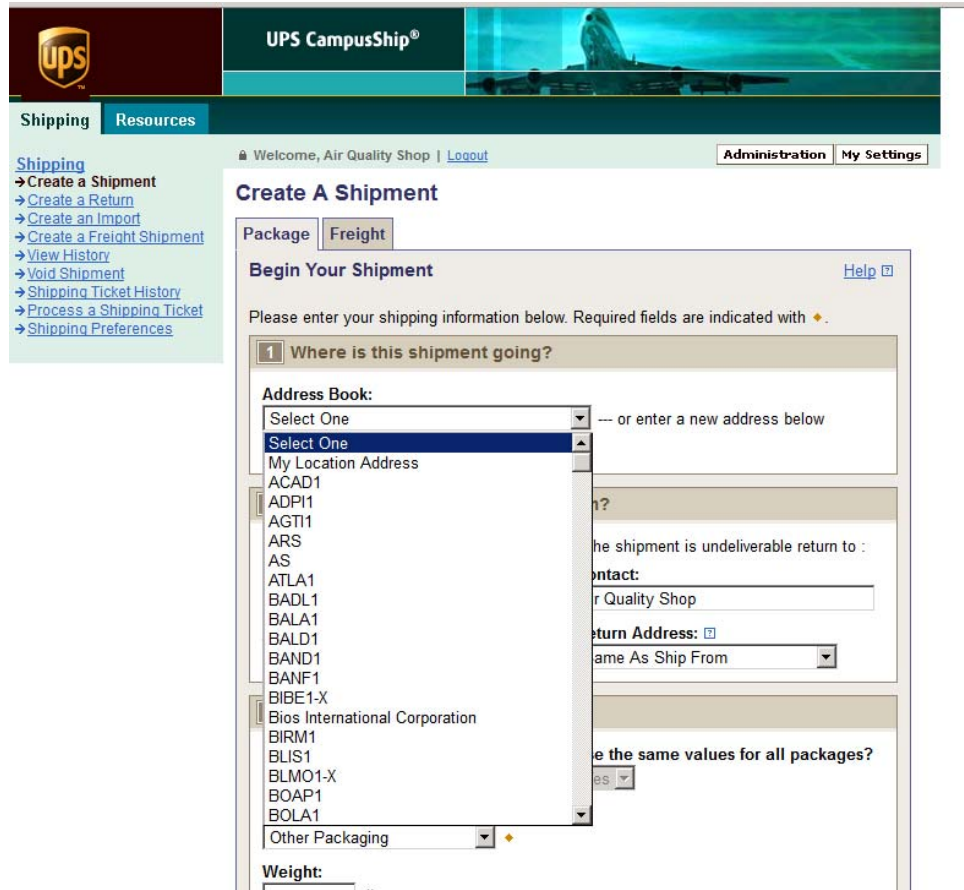 ups
TM
UPS CampusShip®
Shipping Resources
Welcome, Air Quality Shop | Logout
Administration My Settings
Shipping
→Create a Shipment
→Create a Return
→Create an Import
→Create a Freight Shipment
→View History
→Void Shipment
→Shipping Ticket History
→Process a Shipping Ticket
→Shipping Preferences
Create A Shipment
Package Freight
Begin Your Shipment
Help ?
Please enter your shipping information below. Required fields are indicated with ◆.
1 Where is this shipment going?
Address Book:
Select One --- or enter a new address below
Select One
My Location Address
ACAD1
ADPI1
AGTI1
ARS
AS
ATLA1
BADL1
BALA1
BALD1
BAND1
BANF1
BIBE1-X
Bios International Corporation
BIRM1
BLIS1
BLMO1-X
BOAP1
BOLA1
?
shipment is undeliverable return to :
Quality Shop
Address: ?
As Ship From
the same values for all packages?
Other Packaging ◆
Weight: